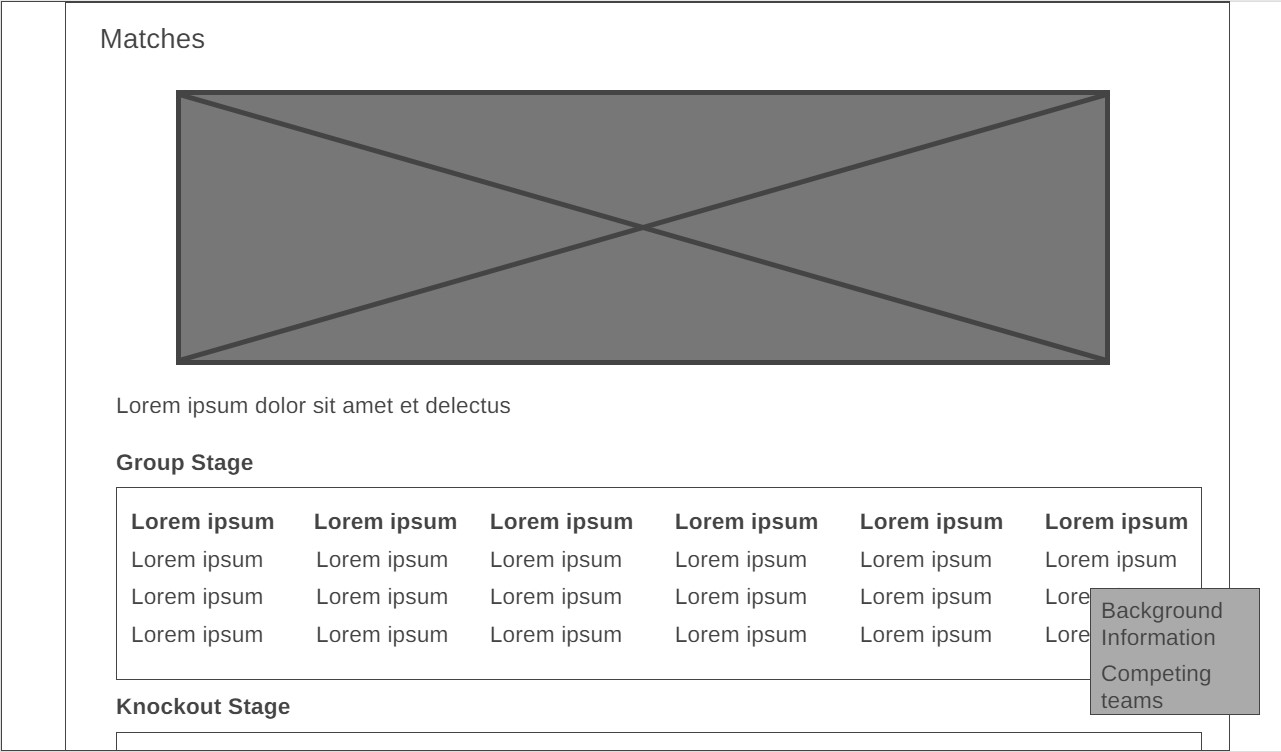 Matches
Lorem ipsum dolor sit amet et delectus
Group Stage
Lorem ipsum Lorem ipsum Lorem ipsum Lorem ipsum Lorem ipsum Lorem ipsum
Lorem ipsum Lorem ipsum Lorem ipsum Lorem ipsum Lorem ipsum Lorem ipsum
Lorem ipsum Lorem ipsum Lorem ipsum Lorem ipsum Lorem ipsum Lore
Lorem ipsum Lorem ipsum Lorem ipsum Lorem ipsum Lorem ipsum Lore
Background
Information
Competing
teams
Knockout Stage